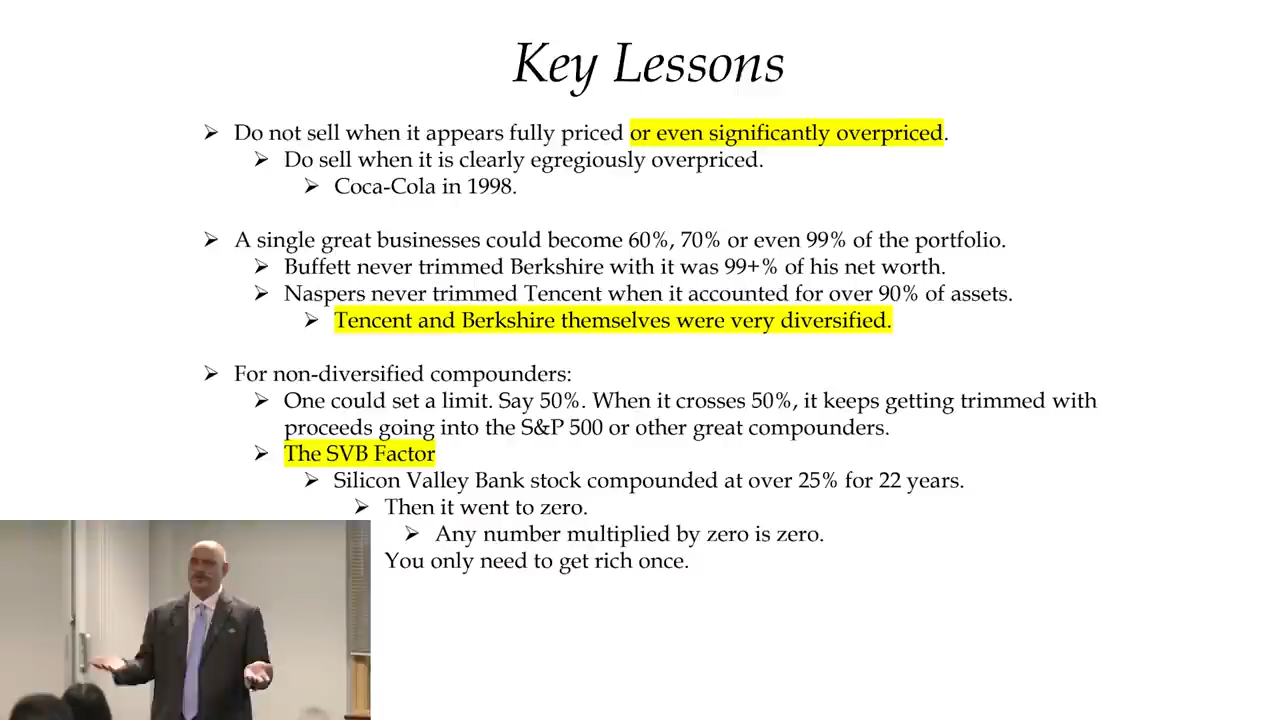 Key Lessons
➢ Do not sell when it appears fully priced or even significantly overpriced.
➢ Do sell when it is clearly egregiously overpriced.
➢ Coca-Cola in 1998.
➢ A single great businesses could become 60%, 70% or even 99% of the portfolio.
➢ Buffett never trimmed Berkshire with it was 99+% of his net worth.
➢ Naspers never trimmed Tencent when it accounted for over 90% of assets.
➢ Tencent and Berkshire themselves were very diversified.
➢ For non-diversified compounders:
➢ One could set a limit. Say 50%. When it crosses 50%, it keeps getting trimmed with
proceeds going into the S&P 500 or other great compounders.
➢ The SVB Factor
➢ Silicon Valley Bank stock compounded at over 25% for 22 years.
➢ Then it went to zero.
➢ Any number multiplied by zero is zero.
You only need to get rich once.